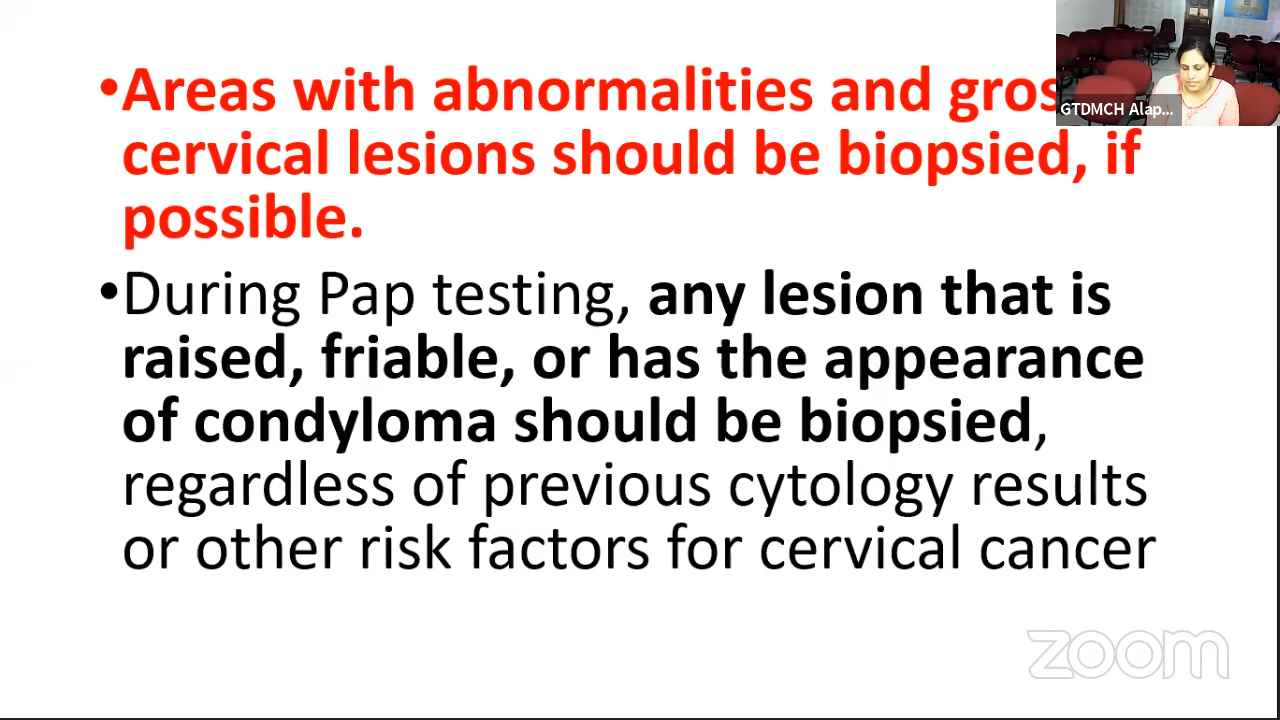 •Areas with abnormalities and gros
cervical lesions should be biopsied, if
possible.
•During Pap testing, any lesion that is
raised, friable, or has the appearance
of condyloma should be biopsied,
regardless of previous cytology results
or other risk factors for cervical cancer
GTDMCH Alap...
zoom